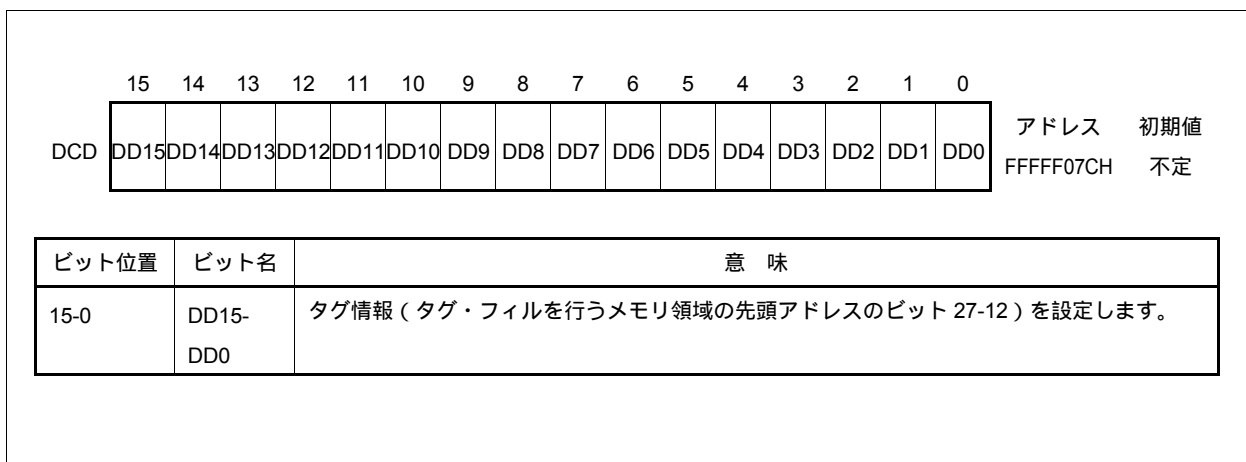 15 14 13 12 11 10 9 8 7 6 5 4 3 2 1 0
アドレス 初期値
DCD DD15 DD14 DD13 DD12 DD11 DD10 DD9 DD8 DD7 DD6 DD5 DD4 DD3 DD2 DD1 DD0
FFFFF07CH 不定
ビット位置 ビット名 意 味
15-0 DD15- タグ情報(タグ・フィルを行うメモリ領域の先頭アドレスのビット 27-12)を設定します。
DD0